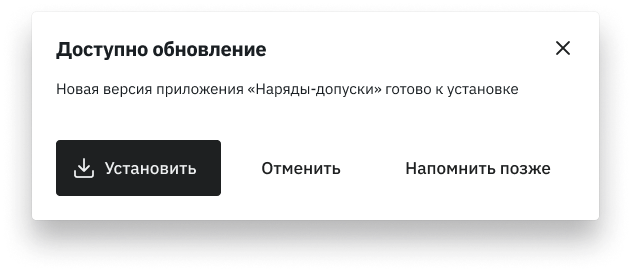 Доступно обновление
Новая версия приложения «Наряды-допуски» готово к установке
Установить Отменить Напомнить позже